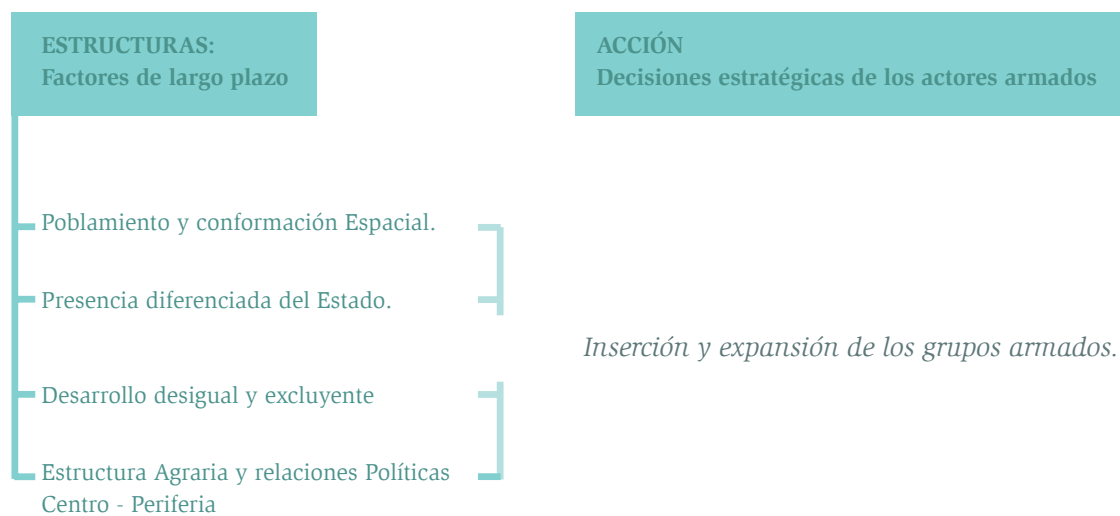 ESTRUCTURAS:
Factores de largo plazo
ACCIÓN
Decisiones estratégicas de los actores armados
Poblamiento y conformación Espacial.
Presencia diferenciada del Estado.
Inserción y expansión de los grupos armados.
Desarrollo desigual y excluyente
Estructura Agraria y relaciones Políticas
Centro - Periferia